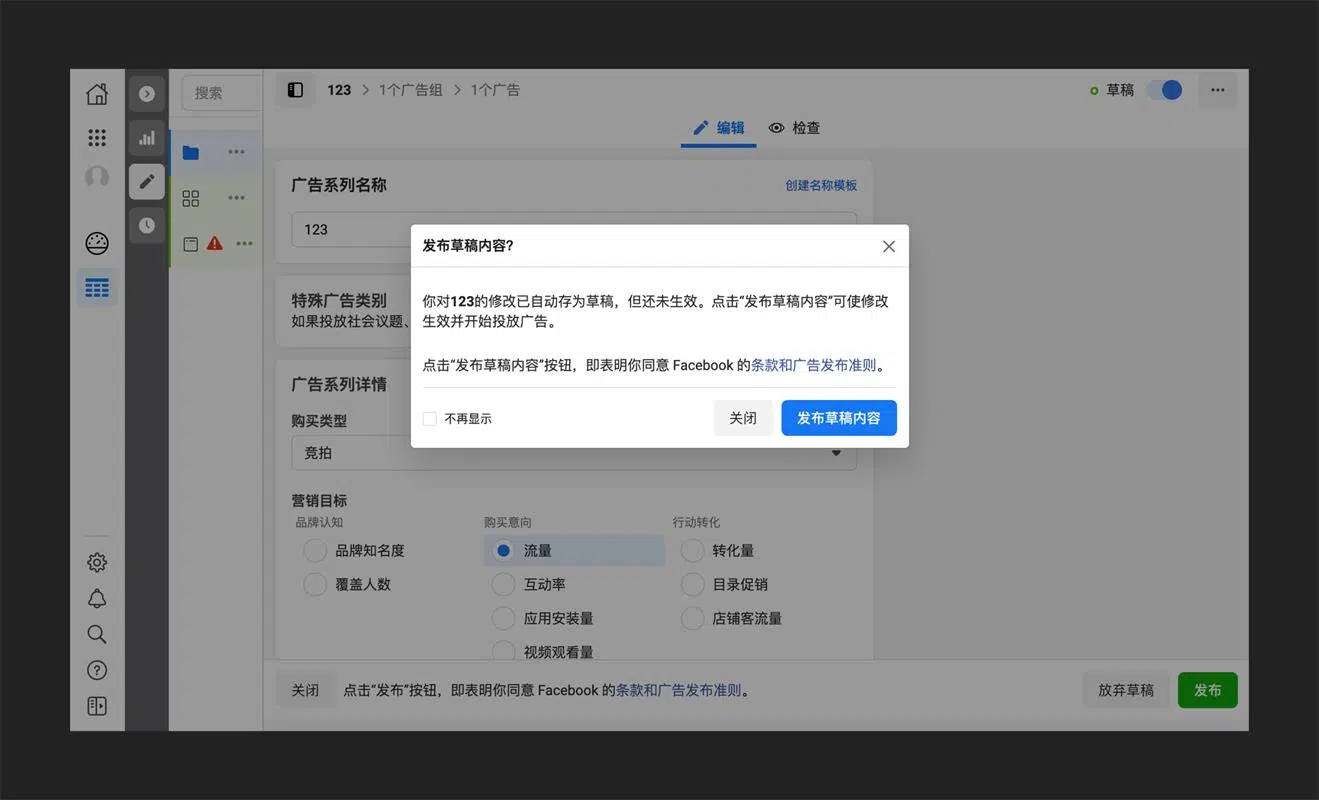 搜索
123 > 1个广告组 > 1个广告
草稿
编辑
检查
广告系列名称
创建名称模板
123
发布草稿内容?
特殊广告类别
如果投放社会议题、
你对123的修改已自动存为草稿，但还未生效。点击“发布草稿内容”可使修改
生效并开始投放广告。
点击“发布草稿内容”按钮，即表明你同意 Facebook 的条款和广告发布准则。
不再显示
关闭
发布草稿内容
广告系列详情
购买类型
竞拍
营销目标
品牌认知
购买意向
行动转化
品牌知名度
流量
转化量
覆盖人数
互动率
目录促销
应用安装量
店铺客流量
视频观看量
关闭
点击“发布”按钮，即表明你同意 Facebook 的条款和广告发布准则。
放弃草稿
发布